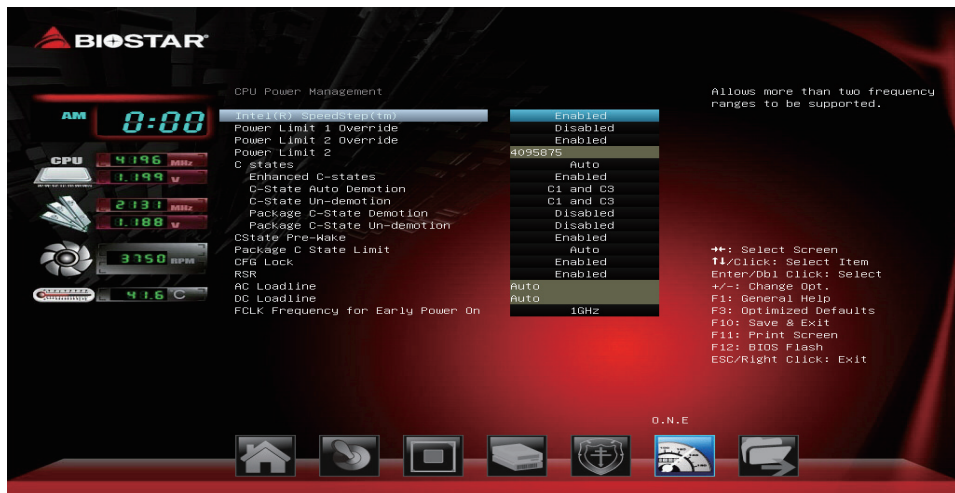 BIOSTAR
CPU Power Management
Allows more than two frequency
ranges to be supported.
AM 0:00
CPU 4196 MHz
1.199 V
2131 MHz
1.188 V
3750 RPM
41.6 °C
Intel(R) SpeedStep(tm) Enabled
Power Limit 1 Override Disabled
Power Limit 2 Override Enabled
Power Limit 2 4095875
C states Auto
Enhanced C-states Enabled
C-State Auto Demotion C1 and C3
C-State Un-demotion C1 and C3
Package C-State Demotion Disabled
Package C-State Un-demotion Disabled
CState Pre-Wake Enabled
Package C State Limit Auto
CFG Lock Enabled
RSR Enabled
AC Loadline Auto
DC Loadline Auto
FCLK Frequency for Early Power On 1GHz
→←: Select Screen
↑↓/Click: Select Item
Enter/Dbl Click: Select
+/-: Change Opt.
F1: General Help
F3: Optimized Defaults
F10: Save & Exit
F11: Print Screen
F12: BIOS Flash
ESC/Right Click: Exit
O.N.E